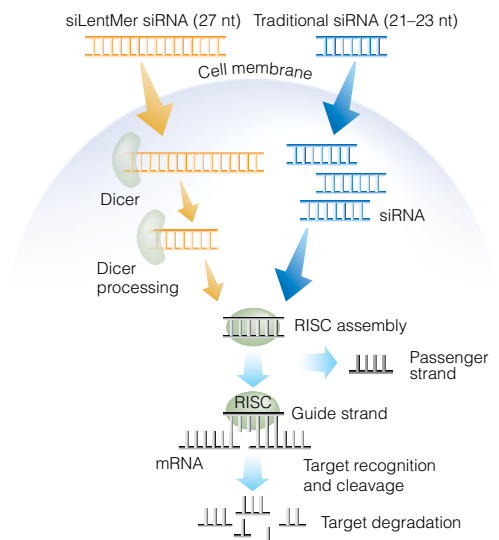 siLentMer siRNA (27 nt)
Traditional siRNA (21–23 nt)
Cell membrane
Dicer
siRNA
Dicer
processing
RISC assembly
Passenger
strand
RISC
Guide strand
mRNA
Target recognition
and cleavage
Target degradation